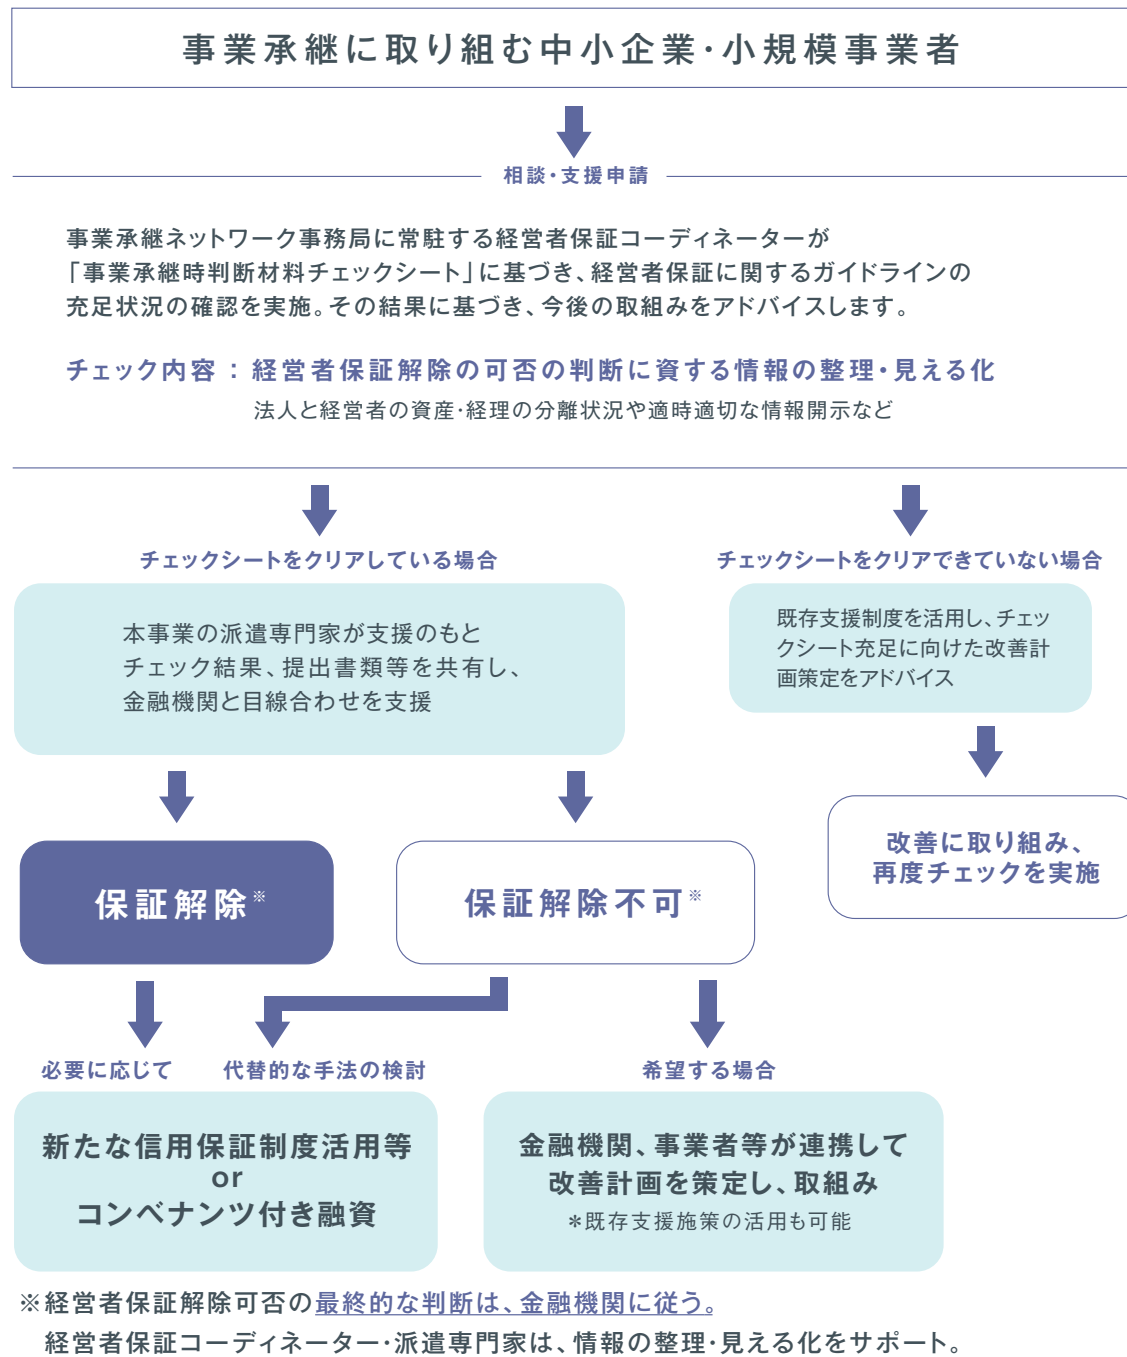 事業承継に取り組む中小企業・小規模事業者
相談・支援申請
事業承継ネットワーク事務局に常駐する経営者保証コーディネーターが
「事業承継時判断材料チェックシート」に基づき、経営者保証に関するガイドラインの
充足状況の確認を実施。その結果に基づき、今後の取組みをアドバイスします。
チェック内容 : 経営者保証解除の可否の判断に資する情報の整理・見える化
法人と経営者の資産・経理の分離状況や適時適切な情報開示など
チェックシートをクリアしている場合
本事業の派遣専門家が支援のもと
チェック結果、提出書類等を共有し、
金融機関と目線合わせを支援
チェックシートをクリアできていない場合
既存支援制度を活用し、チェッ
クシート充足に向けた改善計
画策定をアドバイス
保証解除※
保証解除不可※
改善に取り組み、
再度チェックを実施
必要に応じて
代替的な手法の検討
希望する場合
新たな信用保証制度活用等
or
コンベナンツ付き融資
金融機関、事業者等が連携して
改善計画を策定し、取組み
*既存支援施策の活用も可能
※経営者保証解除可否の最終的な判断は、金融機関に従う。
経営者保証コーディネーター・派遣専門家は、情報の整理・見える化をサポート。